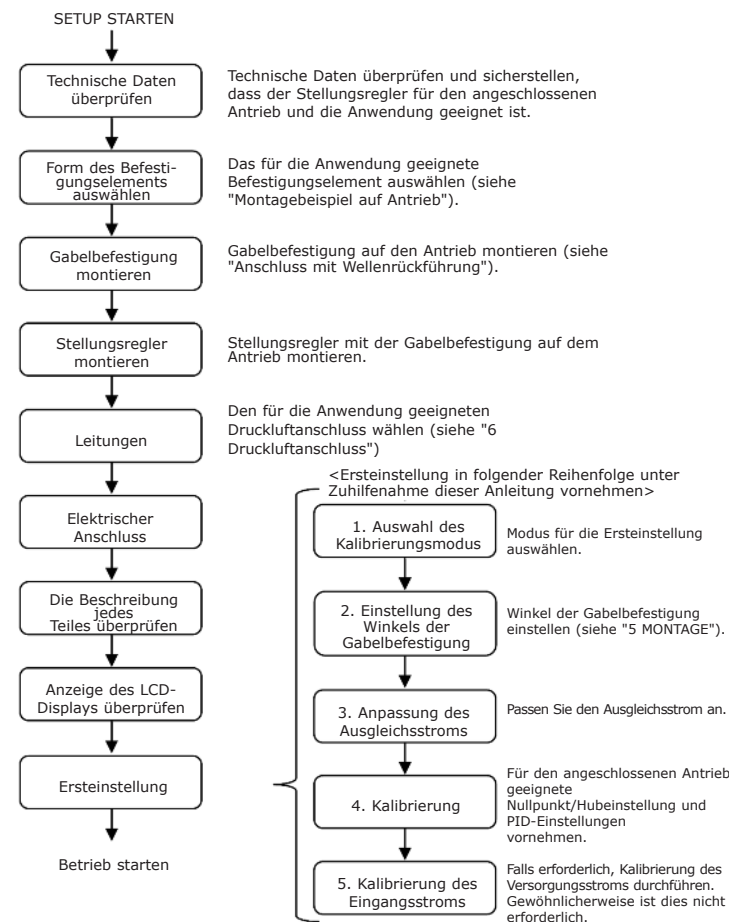 SETUP STARTEN
Technische Daten
überprüfen
Technische Daten überprüfen und sicherstellen,
dass der Stellungsregler für den angeschlossenen
Antrieb und die Anwendung geeignet ist.
Form des Befesti-
gungselements
auswählen
Das für die Anwendung geeignete
Befestigungselement auswählen (siehe
"Montagebeispiel auf Antrieb").
Gabelbefestigung
montieren
Gabelbefestigung auf den Antrieb montieren (siehe
"Anschluss mit Wellenrückführung").
Stellungsregler
montieren
Stellungsregler mit der Gabelbefestigung auf dem
Antrieb montieren.
Leitungen
Den für die Anwendung geeigneten
Druckluftanschluss wählen (siehe "6
Druckluftanschluss")
Elektrischer
Anschluss
Die Beschreibung
jedes
Teiles überprüfen
Anzeige des LCD-
Displays überprüfen
Ersteinstellung
Betrieb starten
<Ersteinstellung in folgender Reihenfolge unter
Zuhilfenahme dieser Anleitung vornehmen>
1. Auswahl des
Kalibrierungsmodus
Modus für die Ersteinstellung
auswählen.
2. Einstellung des
Winkels der
Gabelbefestigung
Winkel der Gabelbefestigung
einstellen (siehe "5 MONTAGE").
3. Anpassung des
Ausgleichsstroms
Passen Sie den Ausgleichsstrom an.
4. Kalibrierung
Für den angeschlossenen Antrieb
geeignete
Nullpunkt/Hubeinstellung und
PID-Einstellungen
vornehmen.
5. Kalibrierung des
Eingangsstroms
Falls erforderlich, Kalibrierung des
Versorgungsstroms durchführen.
Gewöhnlicherweise ist dies nicht
erforderlich.